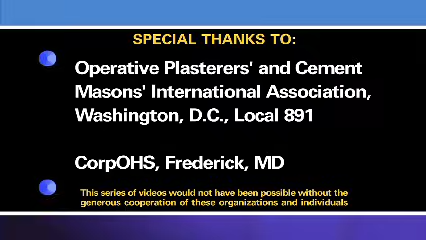 SPECIAL THANKS TO:
Operative Plasterers' and Cement
Masons' International Association,
Washington, D.C., Local 891
CorpOHS, Frederick, MD
This series of videos would not have been possible without the
generous cooperation of these organizations and individuals